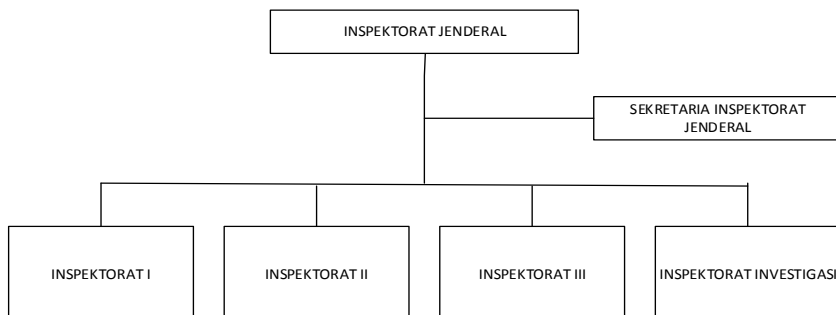 INSPEKTORAT JENDERAL
SEKRETARIA INSPEKTORAT
JENDERAL
INSPEKTORAT I
INSPEKTORAT II
INSPEKTORAT III
INSPEKTORAT INVESTIGASI